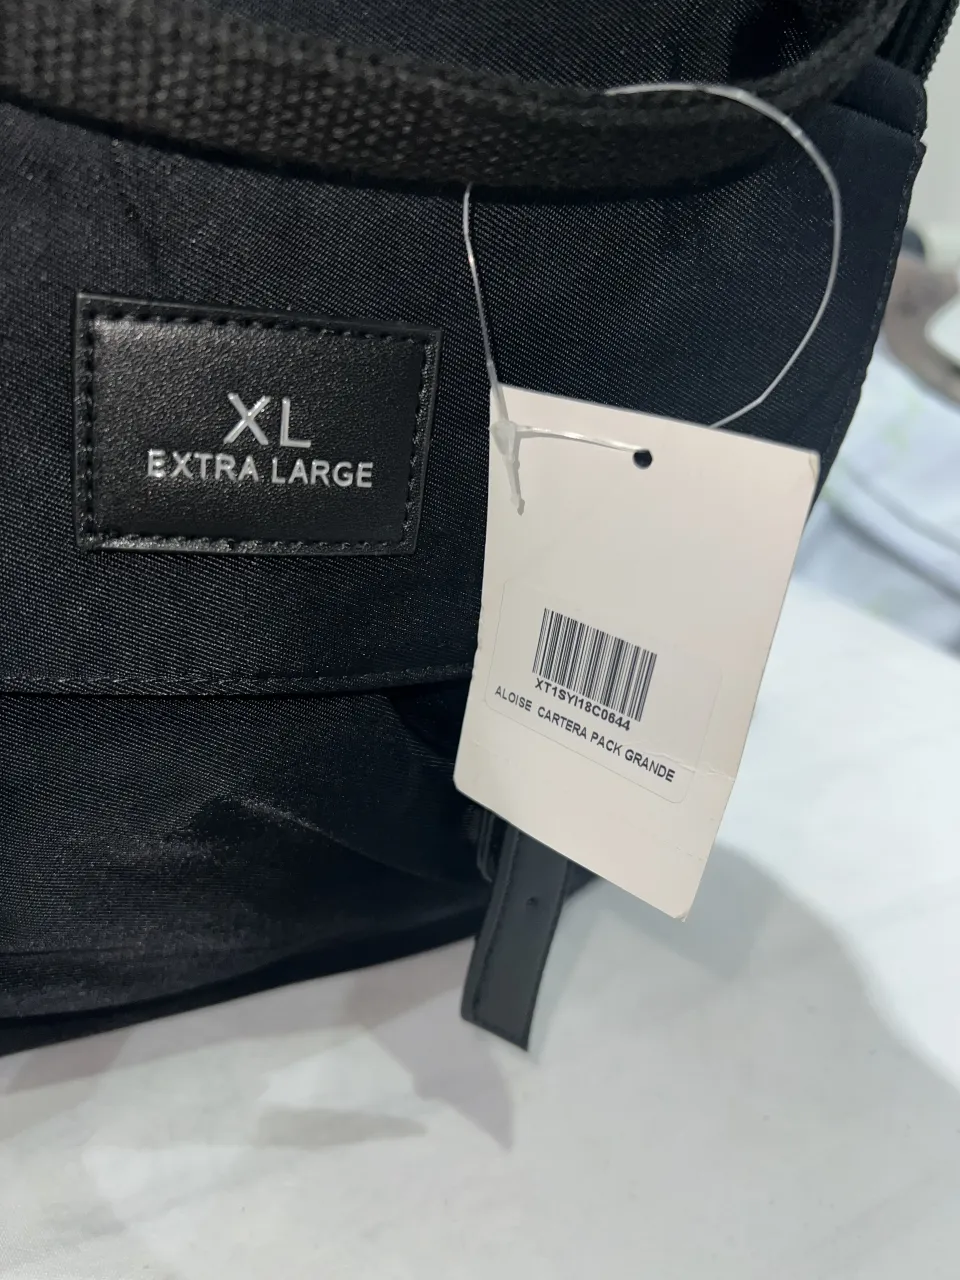 XL
EXTRA LARGE
XT1SYI18C0644
ALOISE CARTERA PACK GRANDE